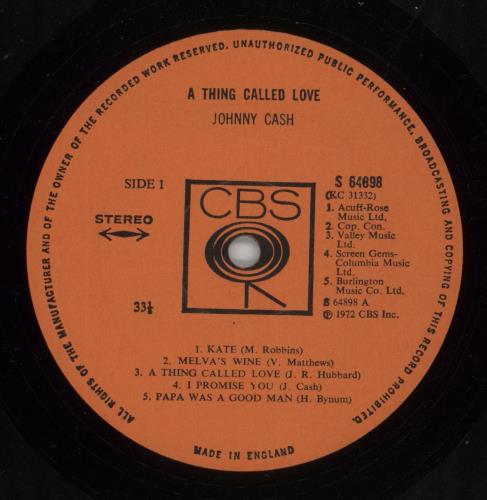 ALL RIGHTS OF THE MANUFACTURER AND OF THE OWNER OF THE RECORDED WORK RESERVED. UNAUTHORIZED PUBLIC PERFORMANCE, BROADCASTING AND COPYING OF THIS RECORD PROHIBITED.
A THING CALLED LOVE
JOHNNY CASH
SIDE 1
STEREO
33⅓
CBS
S 64898
(KC 31332)
1. Acuff-Rose
Music Ltd.
2. Cop. Con.
3. Valley Music
Ltd.
4. Screen Gems-
Columbia Music
Ltd.
5. Burlington
Music Co. Ltd.
S 64898 A
℗ 1972 CBS Inc.
1. KATE (M. Robbins)
2. MELVA'S WINE (V. Matthews)
3. A THING CALLED LOVE (J. R. Hubbard)
4. I PROMISE YOU (J. Cash)
5. PAPA WAS A GOOD MAN (H. Bynum)
MADE IN ENGLAND